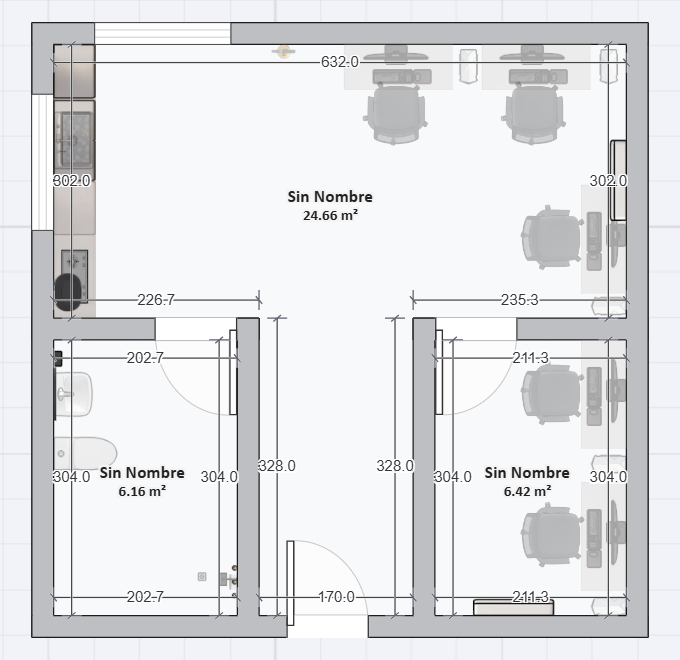 632.0
302.0
302.0
Sin Nombre
24.66 m²
226.7
235.3
202.7
211.3
328.0
328.0
304.0
Sin Nombre
6.16 m²
304.0
304.0
Sin Nombre
6.42 m²
304.0
202.7
170.0
211.3